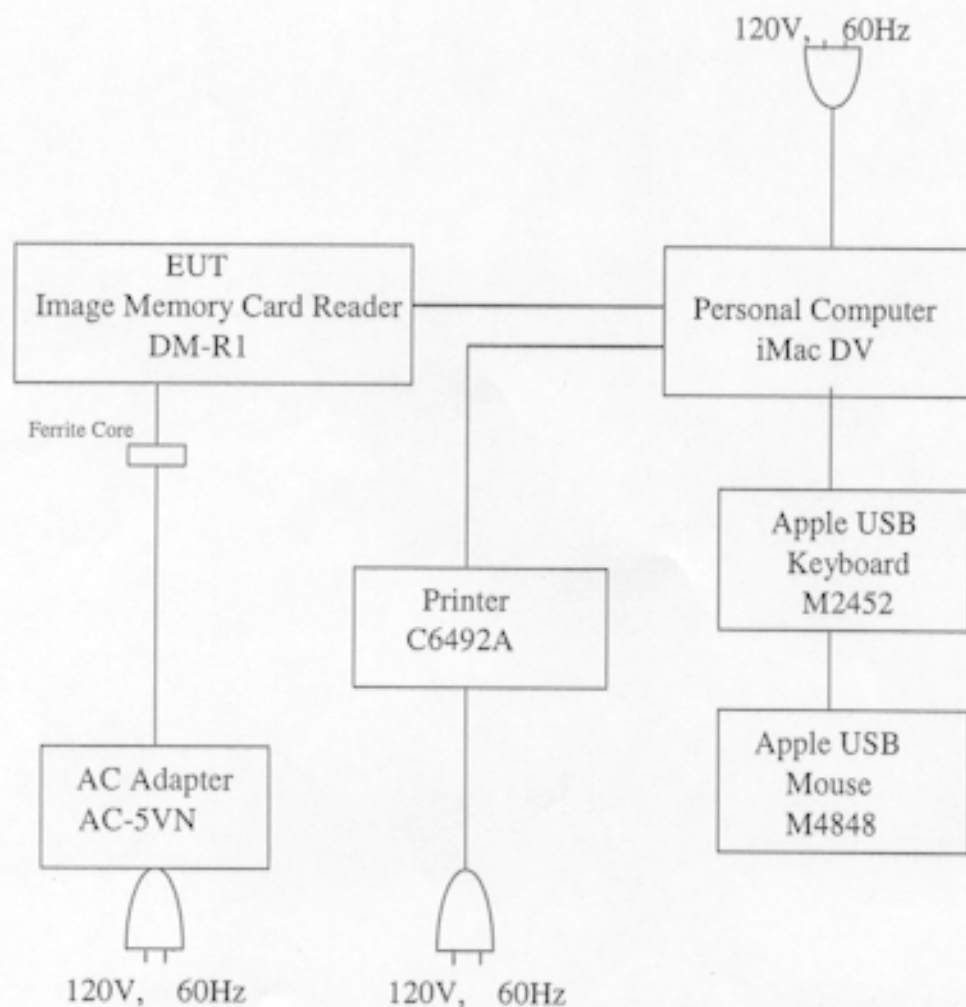 120V, 60Hz
EUT
Image Memory Card Reader
DM-R1
Personal Computer
iMac DV
Ferrite Core
Apple USB
Keyboard
M2452
Printer
C6492A
Apple USB
Mouse
M4848
AC Adapter
AC-5VN
120V, 60Hz
120V, 60Hz